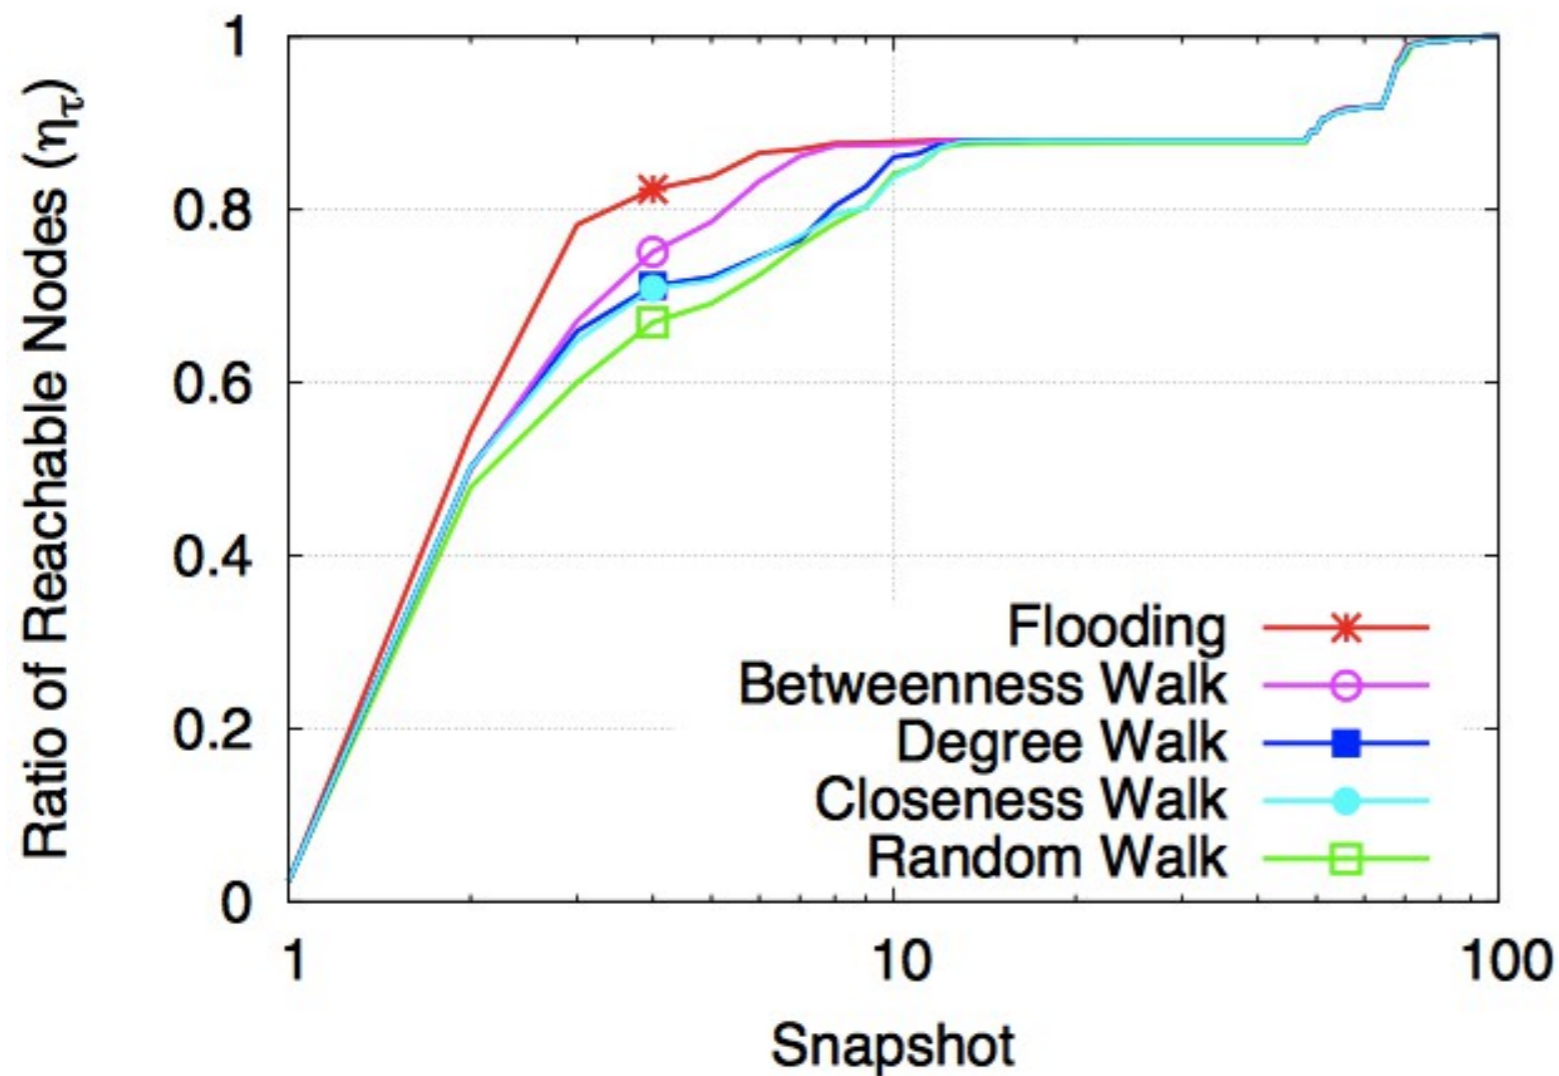 Ratio of Reachable Nodes (ητ)
1
0.8
0.6
0.4
0.2
0
Flooding
Betweenness Walk
Degree Walk
Closeness Walk
Random Walk
1
10
100
Snapshot